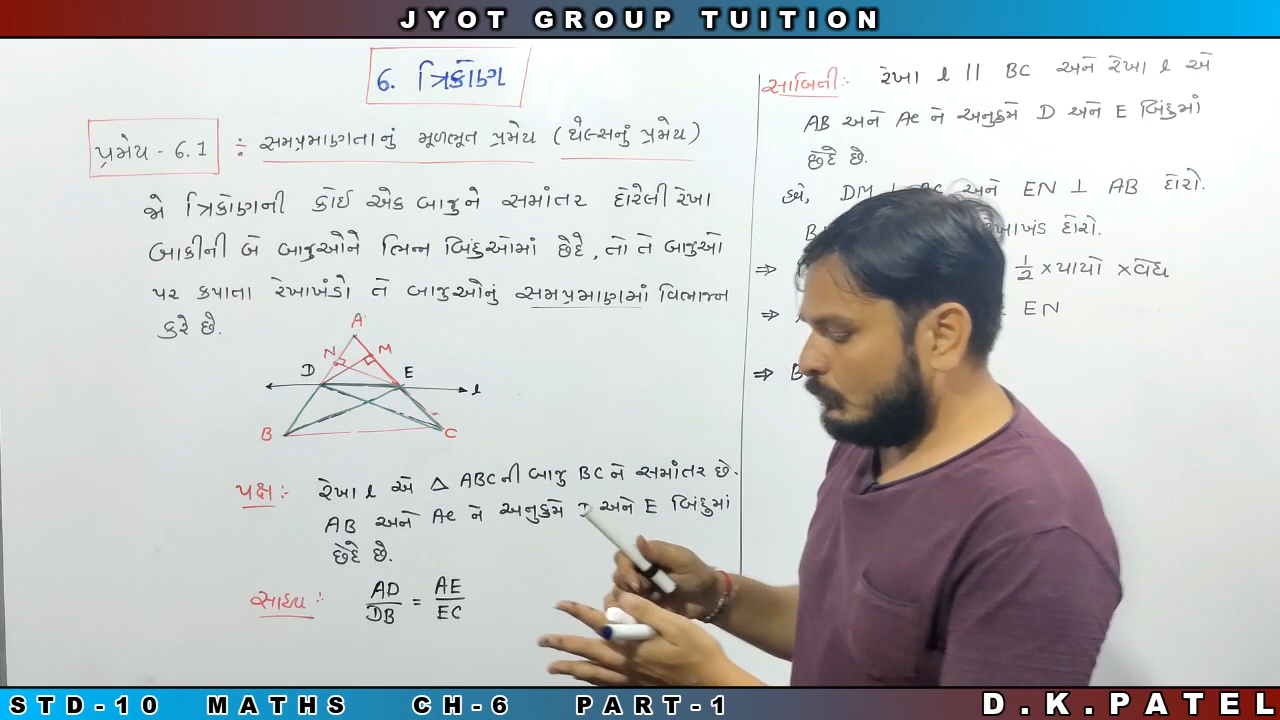 JYOT GROUP TUITION
6. ત્રિકોણ
પ્રમેય - 6.1 ÷ સમપ્રમાણતાનું મૂળભૂત પ્રમેય (થેલ્સનું પ્રમેય)
જો ત્રિકોણની કોઈ એક બાજુને સમાંતર દોરેલી રેખા
બાકીની બે બાજુઓને ભિન્ન બિંદુઓમાં છેદે, તો તે બાજુઓ
પર કપાતા રેખાખંડો તે બાજુઓનું સમપ્રમાણમાં વિભાજન
કરે છે.
A
N M
D E l
B C
પક્ષ :- રેખા l એ △ ABC ની બાજુ BC ને સમાંતર છે.
AB અને AC ને અનુક્રમે અને E બિંદુમાં
છેદે છે.
સાધ્ય : AD/DB = AE/EC
સાબિતી :- રેખા l || BC અને રેખા l એ
AB અને AC ને અનુક્રમે D અને E બિંદુમાં
છેદે છે.
હવે, DM ⊥ અને EN ⊥ AB દોરો.
દોરો.
⇒ 1/2 × પાયો × વેધ
⇒ EN
⇒ B
STD-10 MATHS CH-6 PART-1
D.K.PATEL